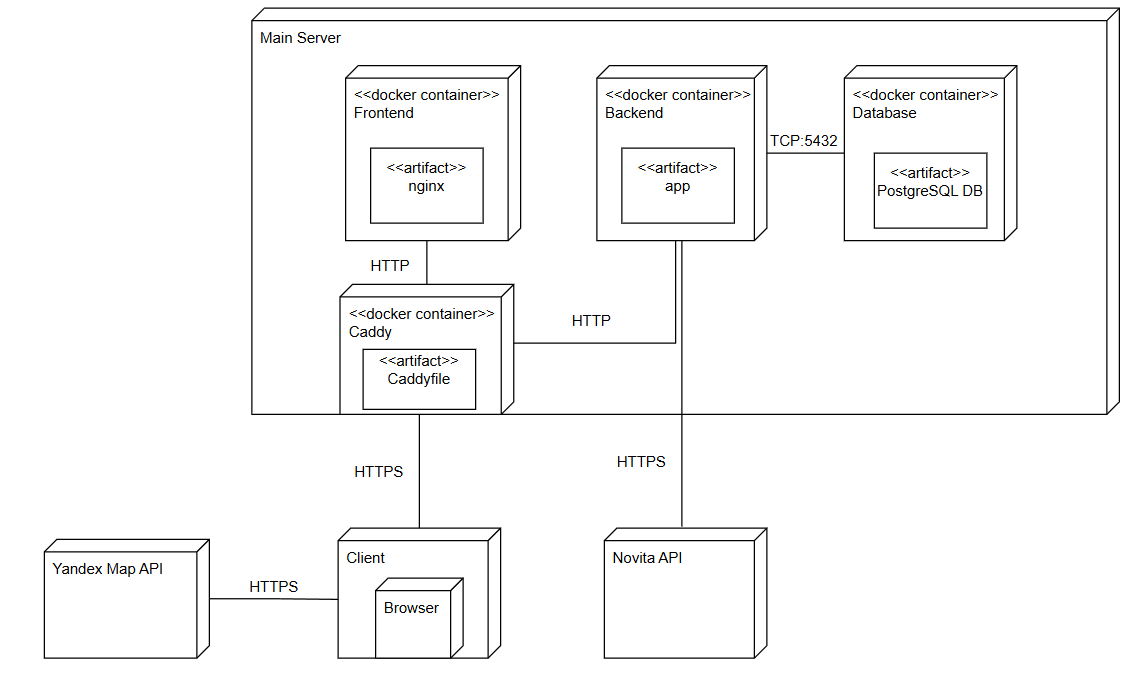 Main Server
<<docker container>>
Frontend
<<artifact>>
nginx
<<docker container>>
Backend
<<artifact>>
app
TCP:5432
<<docker container>>
Database
<<artifact>>
PostgreSQL DB
HTTP
<<docker container>>
Caddy
<<artifact>>
Caddyfile
HTTP
HTTPS
HTTPS
Yandex Map API
HTTPS
Client
Browser
Novita API